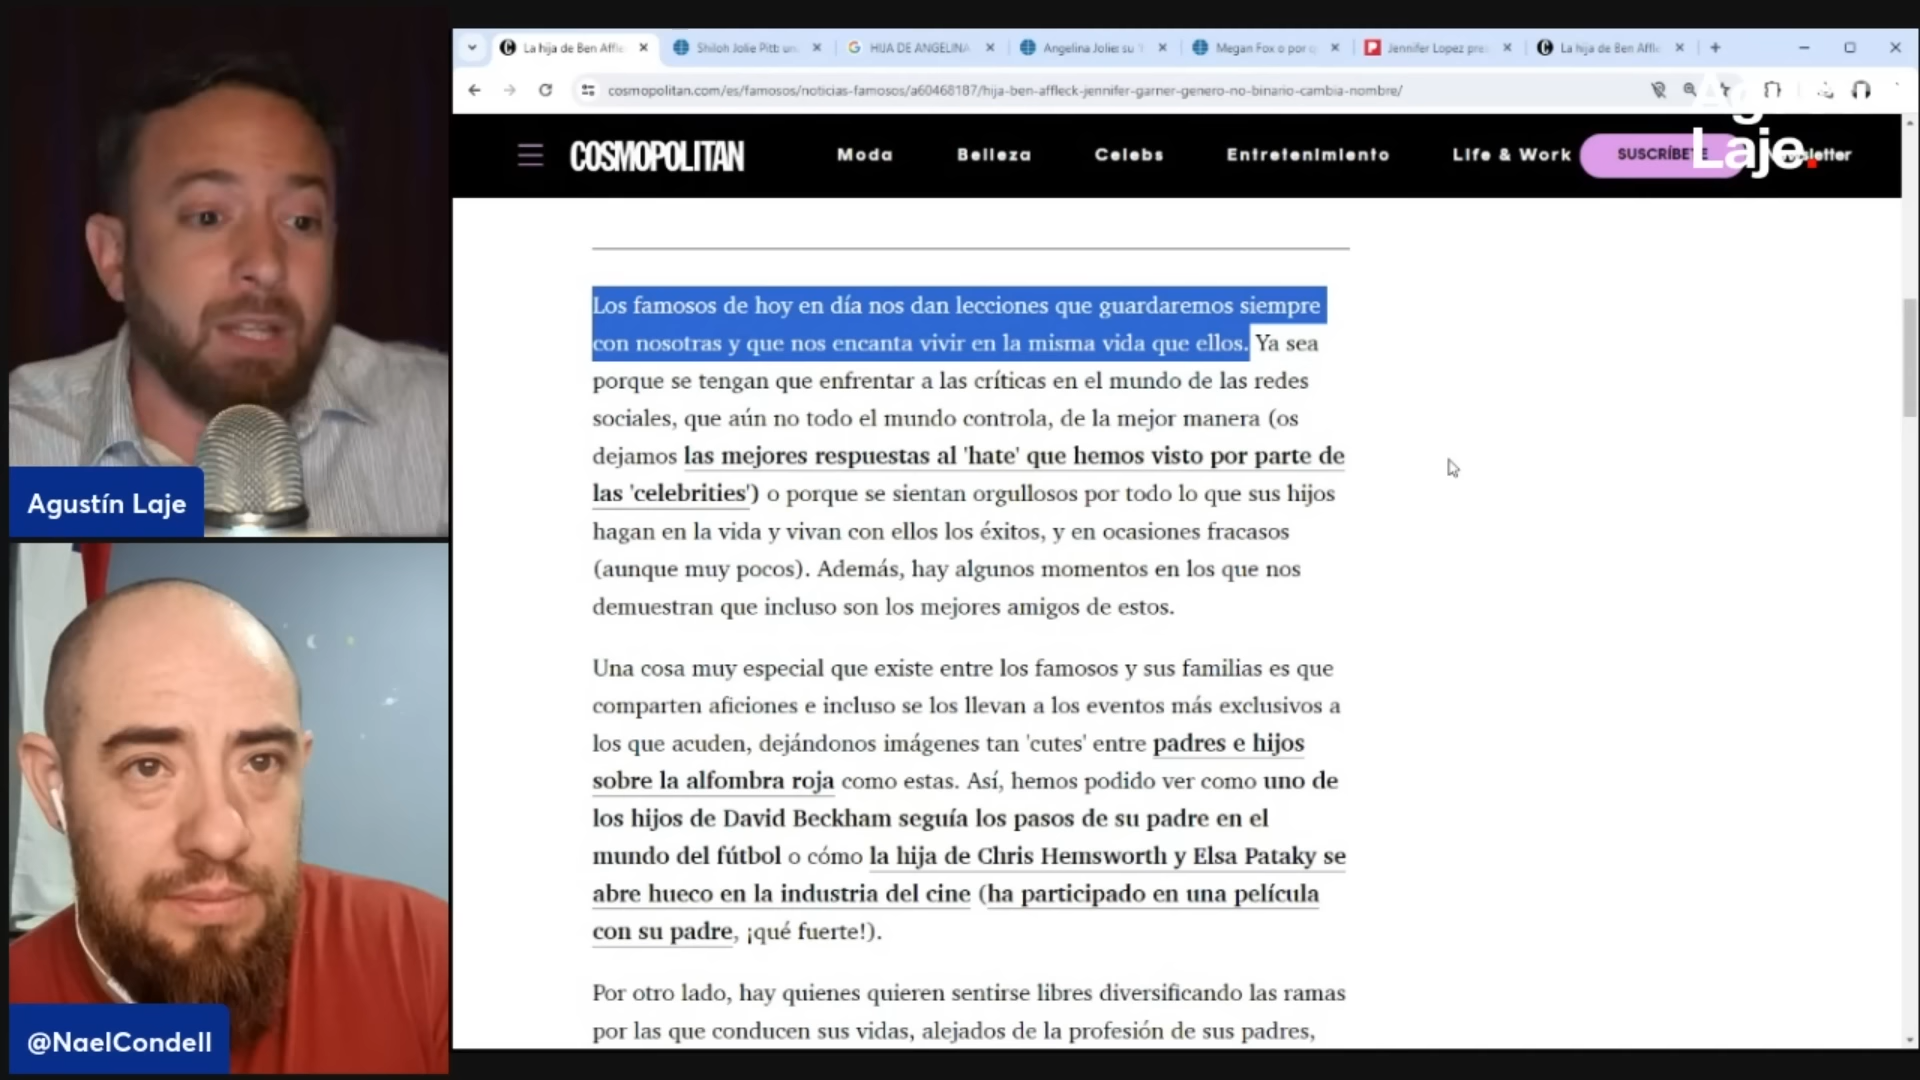 La hija de Ben Affle
Shiloh Jolie Pitt: un
HIJA DE ANGELINA
Angelina Jolie: su
Megan Fox o por q
Jennifer Lopez pre
La hija de Ben Affle
cosmopolitan.com/es/famosos/noticias-famosos/a60468187/hija-ben-affleck-jennifer-garner-genero-no-binario-cambia-nombre/
COSMOPOLITAN
Moda
Belleza
Celebs
Entretenimiento
Life & Work
SUSCRÍBETE
Laje.
Los famosos de hoy en día nos dan lecciones que guardaremos siempre
con nosotras y que nos encanta vivir en la misma vida que ellos. Ya sea
porque se tengan que enfrentar a las críticas en el mundo de las redes
sociales, que aún no todo el mundo controla, de la mejor manera (os
dejamos las mejores respuestas al 'hate' que hemos visto por parte de
las 'celebrities') o porque se sientan orgullosos por todo lo que sus hijos
hagan en la vida y vivan con ellos los éxitos, y en ocasiones fracasos
(aunque muy pocos). Además, hay algunos momentos en los que nos
demuestran que incluso son los mejores amigos de estos.
Una cosa muy especial que existe entre los famosos y sus familias es que
comparten aficiones e incluso se los llevan a los eventos más exclusivos a
los que acuden, dejándonos imágenes tan 'cutes' entre padres e hijos
sobre la alfombra roja como estas. Así, hemos podido ver como uno de
los hijos de David Beckham seguía los pasos de su padre en el
mundo del fútbol o cómo la hija de Chris Hemsworth y Elsa Pataky se
abre hueco en la industria del cine (ha participado en una película
con su padre, ¡qué fuerte!).
Por otro lado, hay quienes quieren sentirse libres diversificando las ramas
por las que conducen sus vidas, alejados de la profesión de sus padres,
Agustín Laje
@NaelCondell